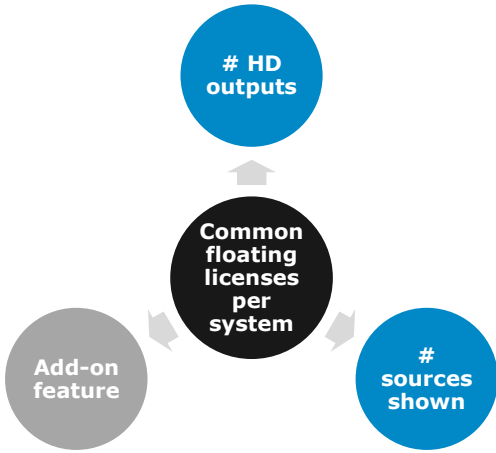 # HD
outputs
Common
floating
licenses
per
system
Add-on
feature
#
sources
shown